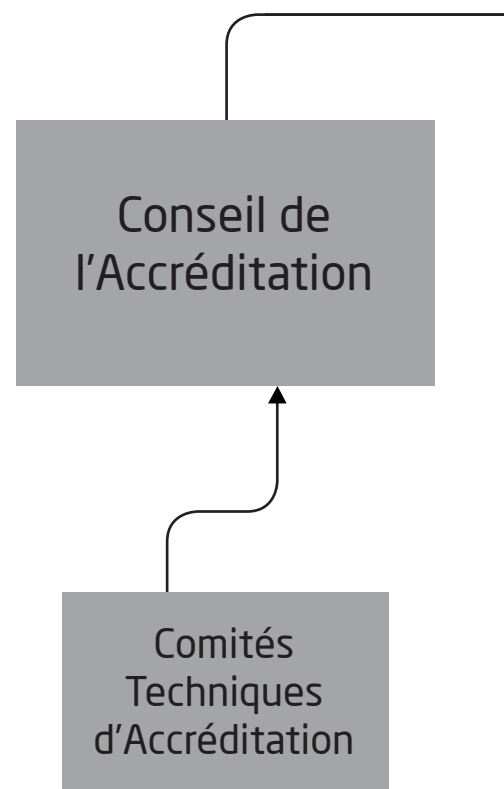 Conseil de
l'Accréditation
Comités
Techniques
d'Accréditation